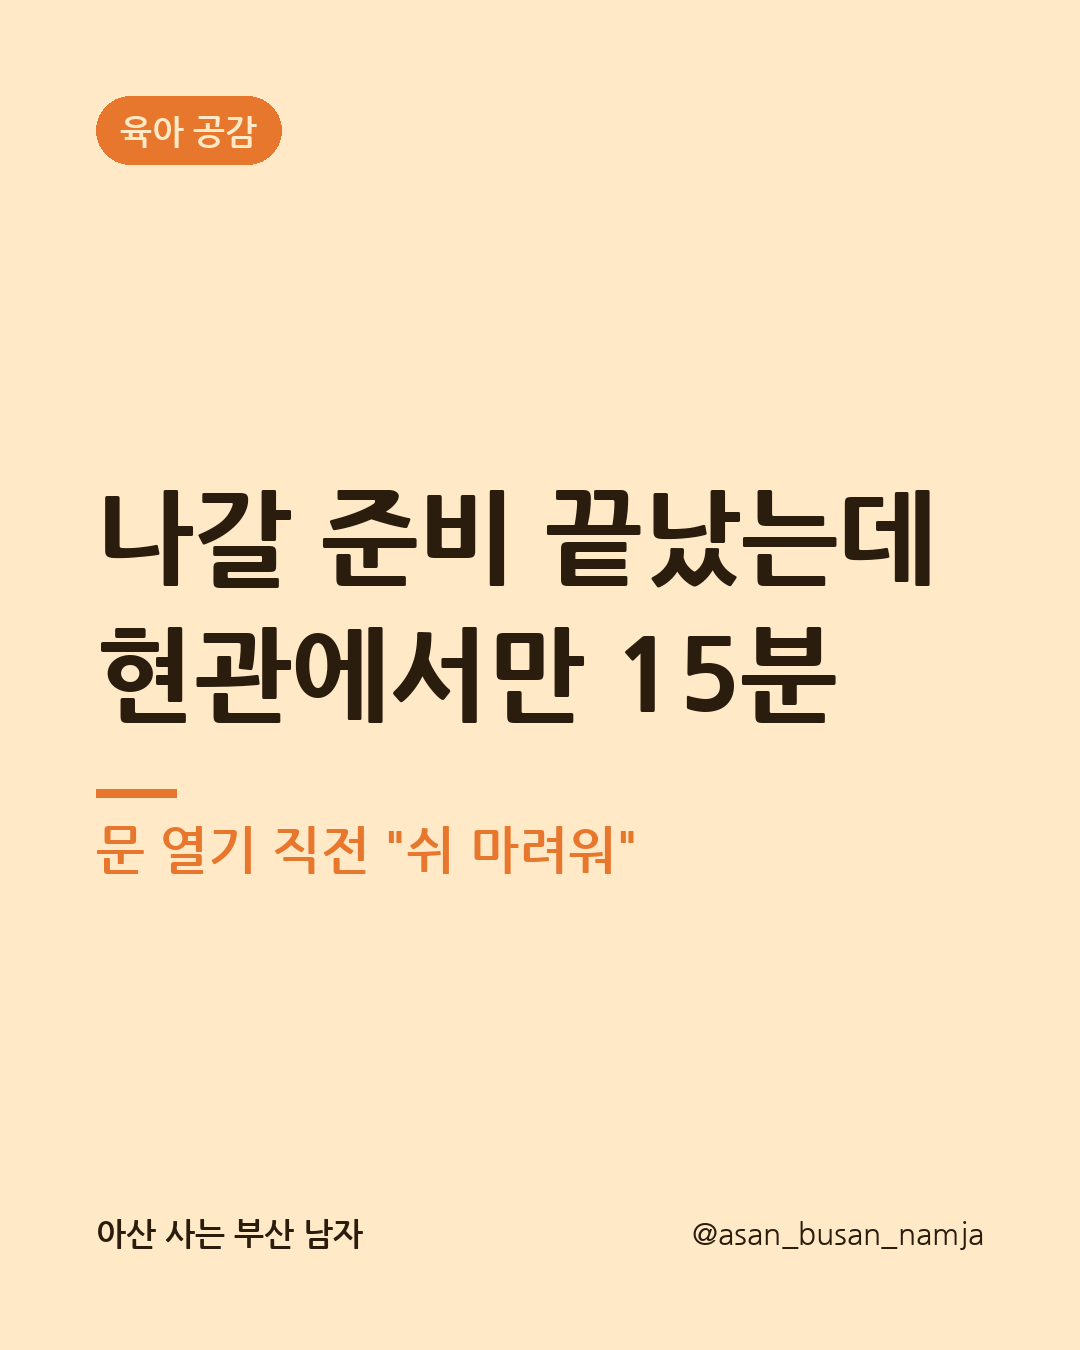 육아 공감
나갈 준비 끝났는데
현관에서만 15분
문 열기 직전 "쉬 마려워"
아산 사는 부산 남자
@asan_busan_namja